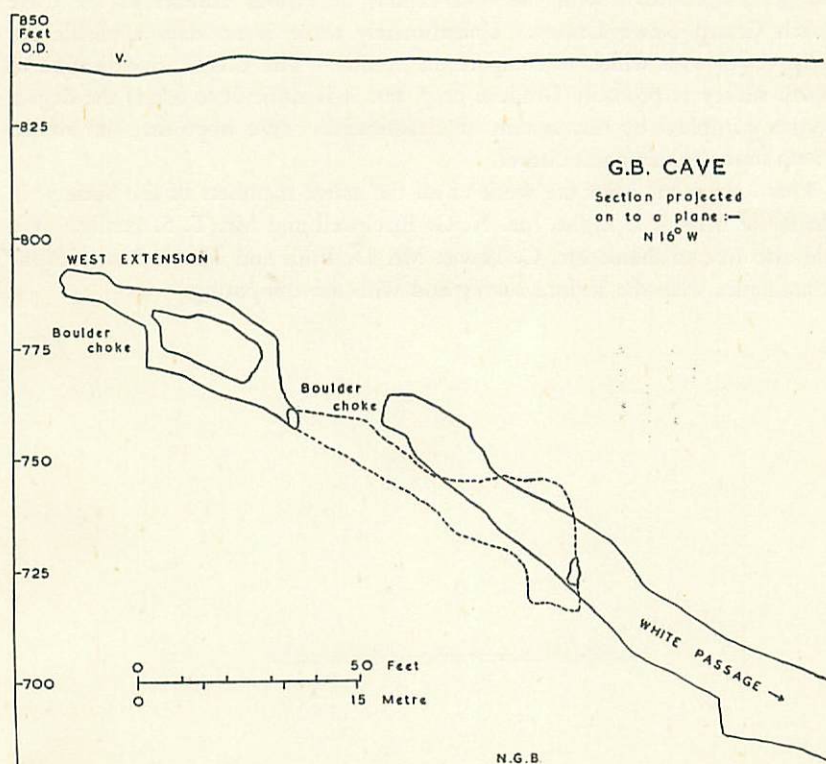 850
Feet
O.D.
V.
825
G.B. CAVE
Section projected
on to a plane :—
N 16° W
800
WEST EXTENSION
Boulder
choke
775
Boulder
choke
750
725
WHITE PASSAGE →
700
0 50 Feet
0 15 Metre
N.G.B.